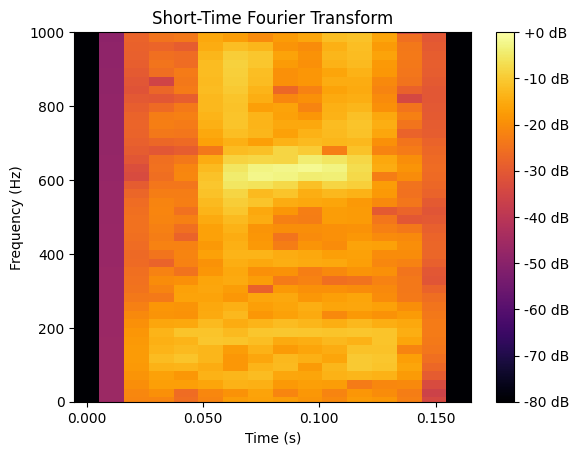 Short-Time Fourier Transform
Frequency (Hz)
1000
800
600
400
200
0
0.000
0.050
0.100
0.150
Time (s)
+0 dB
-10 dB
-20 dB
-30 dB
-40 dB
-50 dB
-60 dB
-70 dB
-80 dB